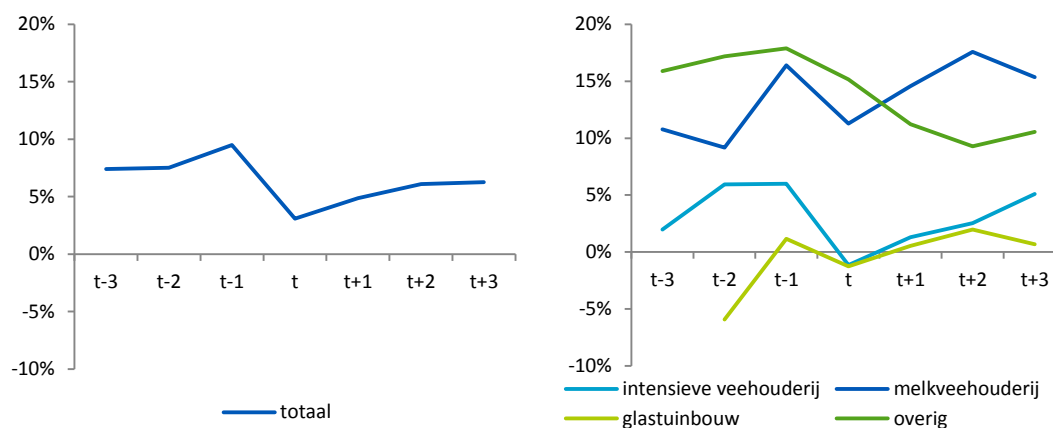 20%
15%
10%
5%
0%
-5%
-10%
t-3 t-2 t-1 t t+1 t+2 t+3
totaal
20%
15%
10%
5%
0%
-5%
-10%
t-3 t-2 t-1 t t+1 t+2 t+3
intensieve veehouderij melkveehouderij
glastuinbouw overig